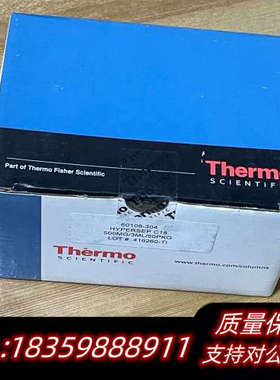 Part of Thermo Fisher Scientific
Thermo
SCIENTIFIC
60108-304
HYPERSEP C18
500MG/3ML/50PKG
LOT # 416260-TI
Thermo
SCIENTIFIC
www.thermo.com/columns
质量保
:18359888911
支持对公